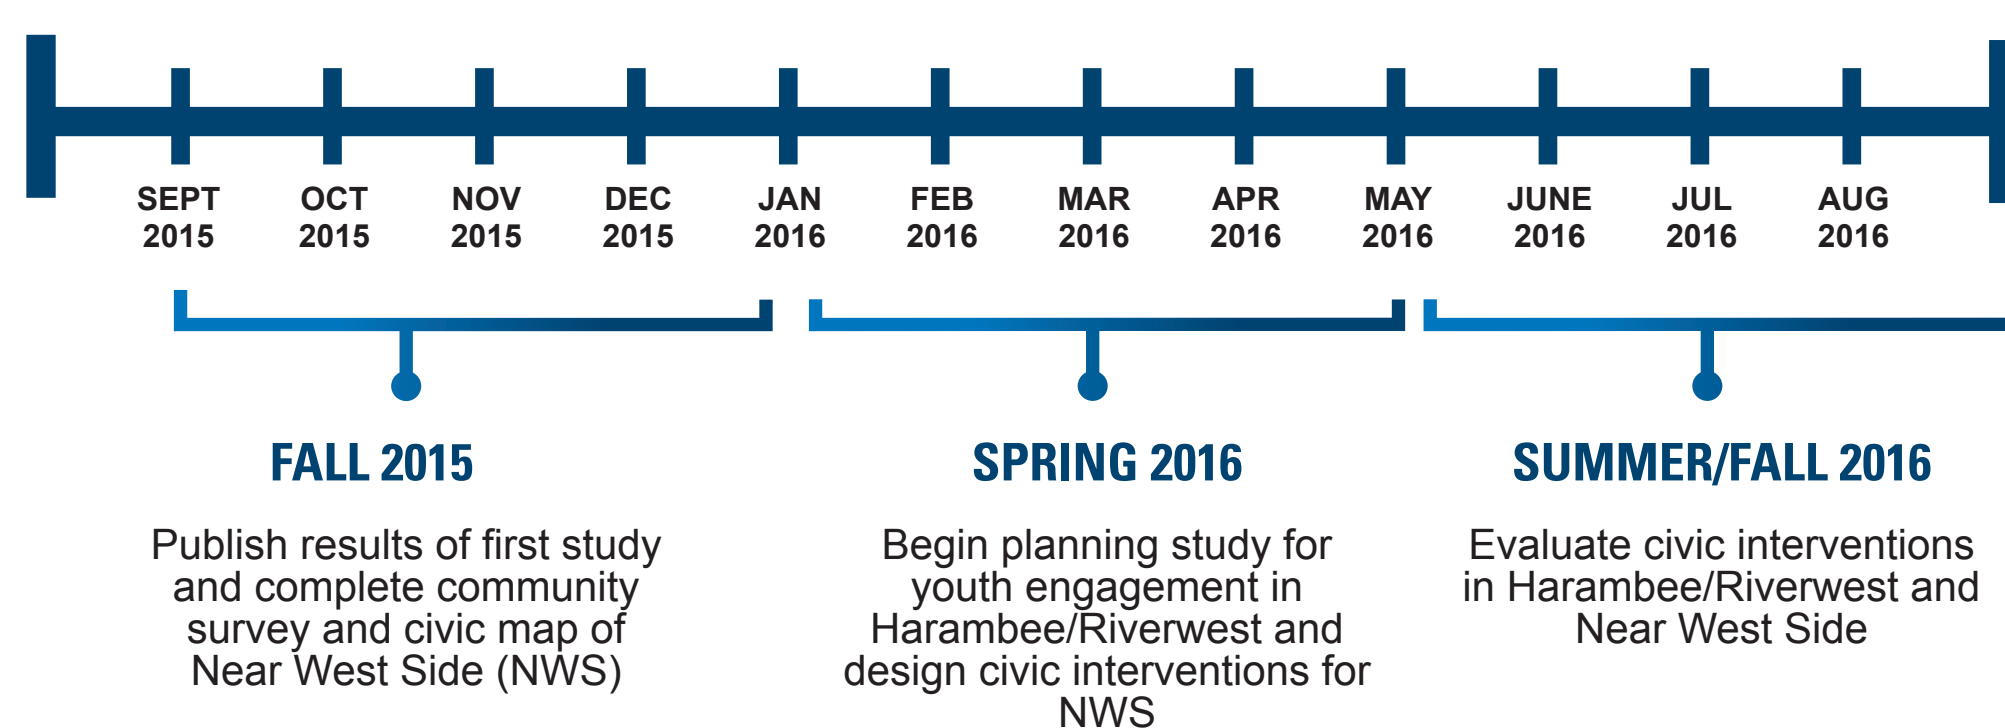 SEPT
2015
OCT
2015
NOV
2015
DEC
2015
JAN
2016
FEB
2016
MAR
2016
APR
2016
MAY
2016
JUNE
2016
JUL
2016
AUG
2016
FALL 2015
Publish results of first study
and complete community
survey and civic map of
Near West Side (NWS)
SPRING 2016
Begin planning study for
youth engagement in
Harambee/Riverwest and
design civic interventions for
NWS
SUMMER/FALL 2016
Evaluate civic interventions
in Harambee/Riverwest and
Near West Side